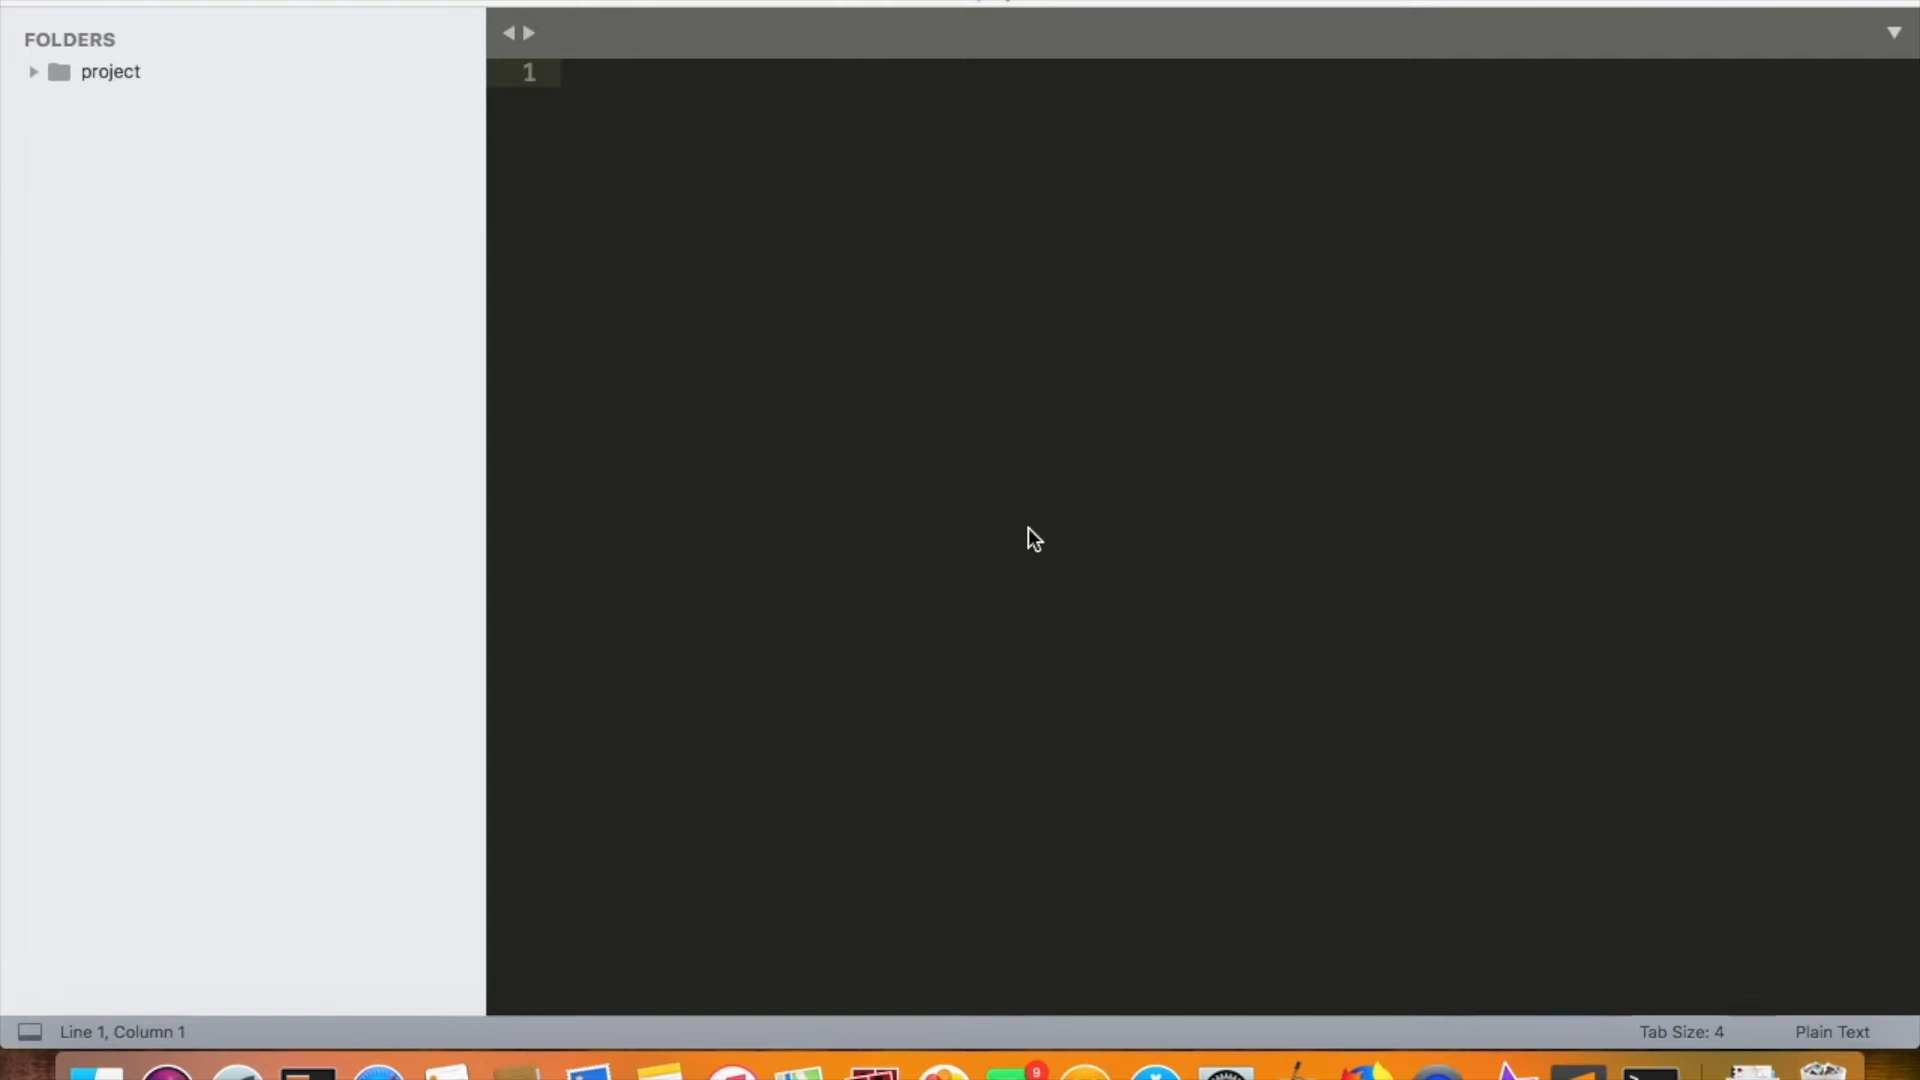 FOLDERS
project
1
Line 1, Column 1
Tab Size: 4
Plain Text
9